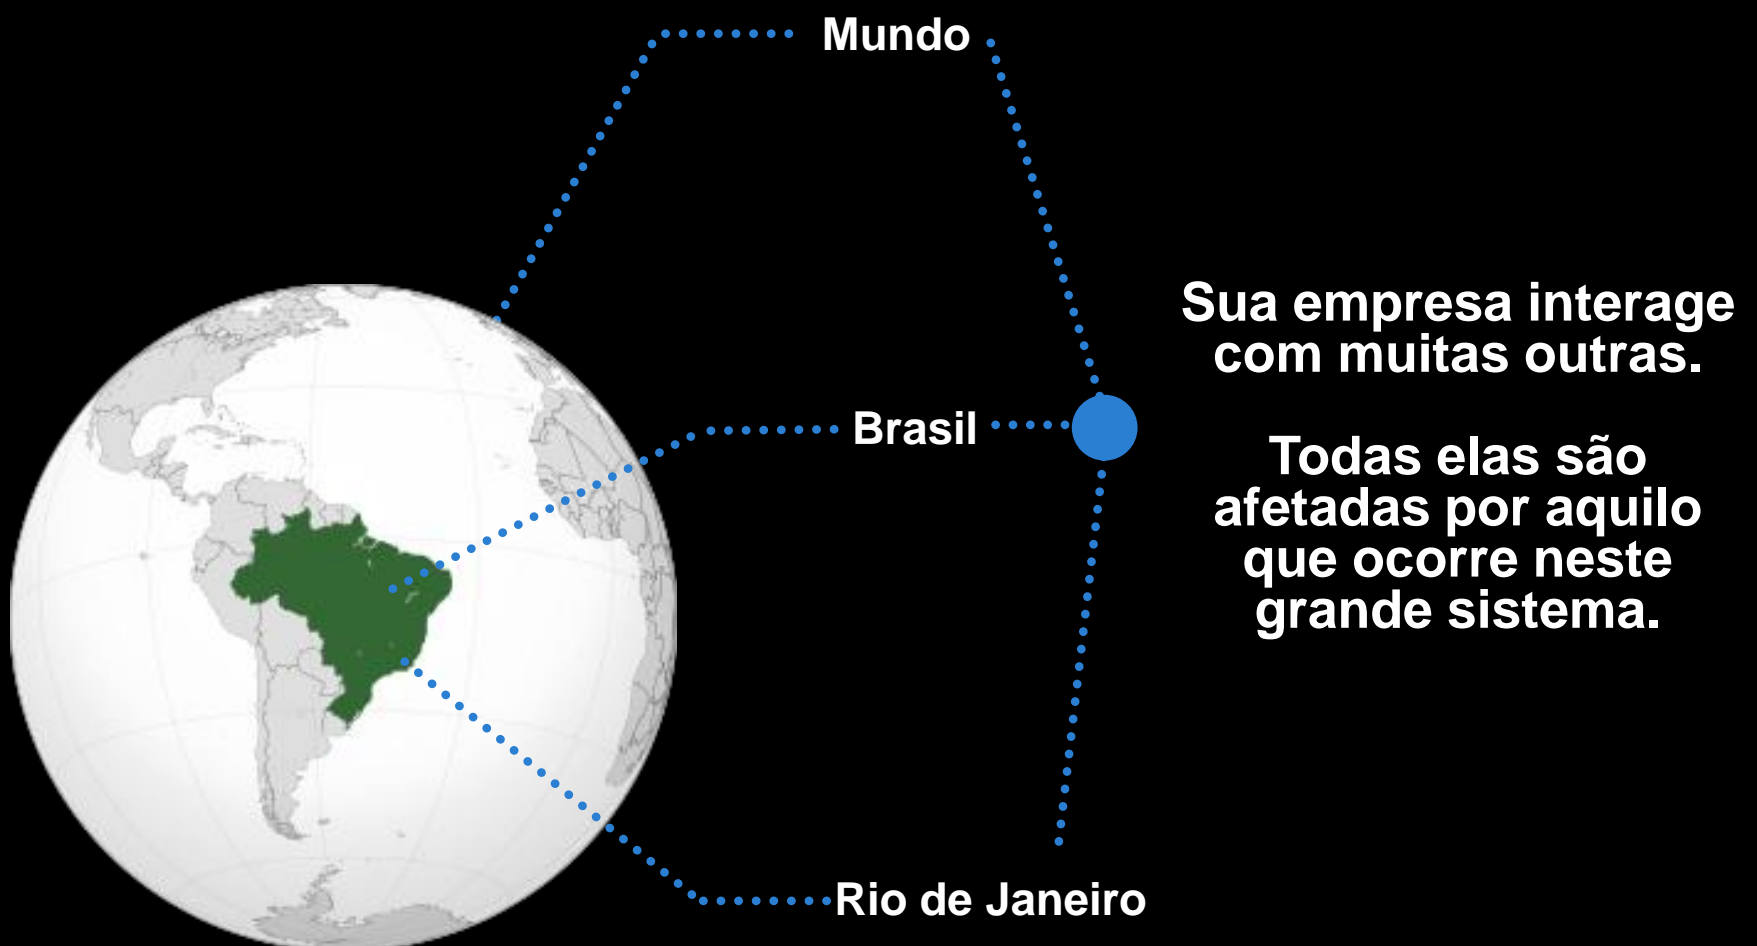 Mundo
Sua empresa interage
com muitas outras.
Brasil
Todas elas são
afetadas por aquilo
que ocorre neste
grande sistema.
Rio de Janeiro